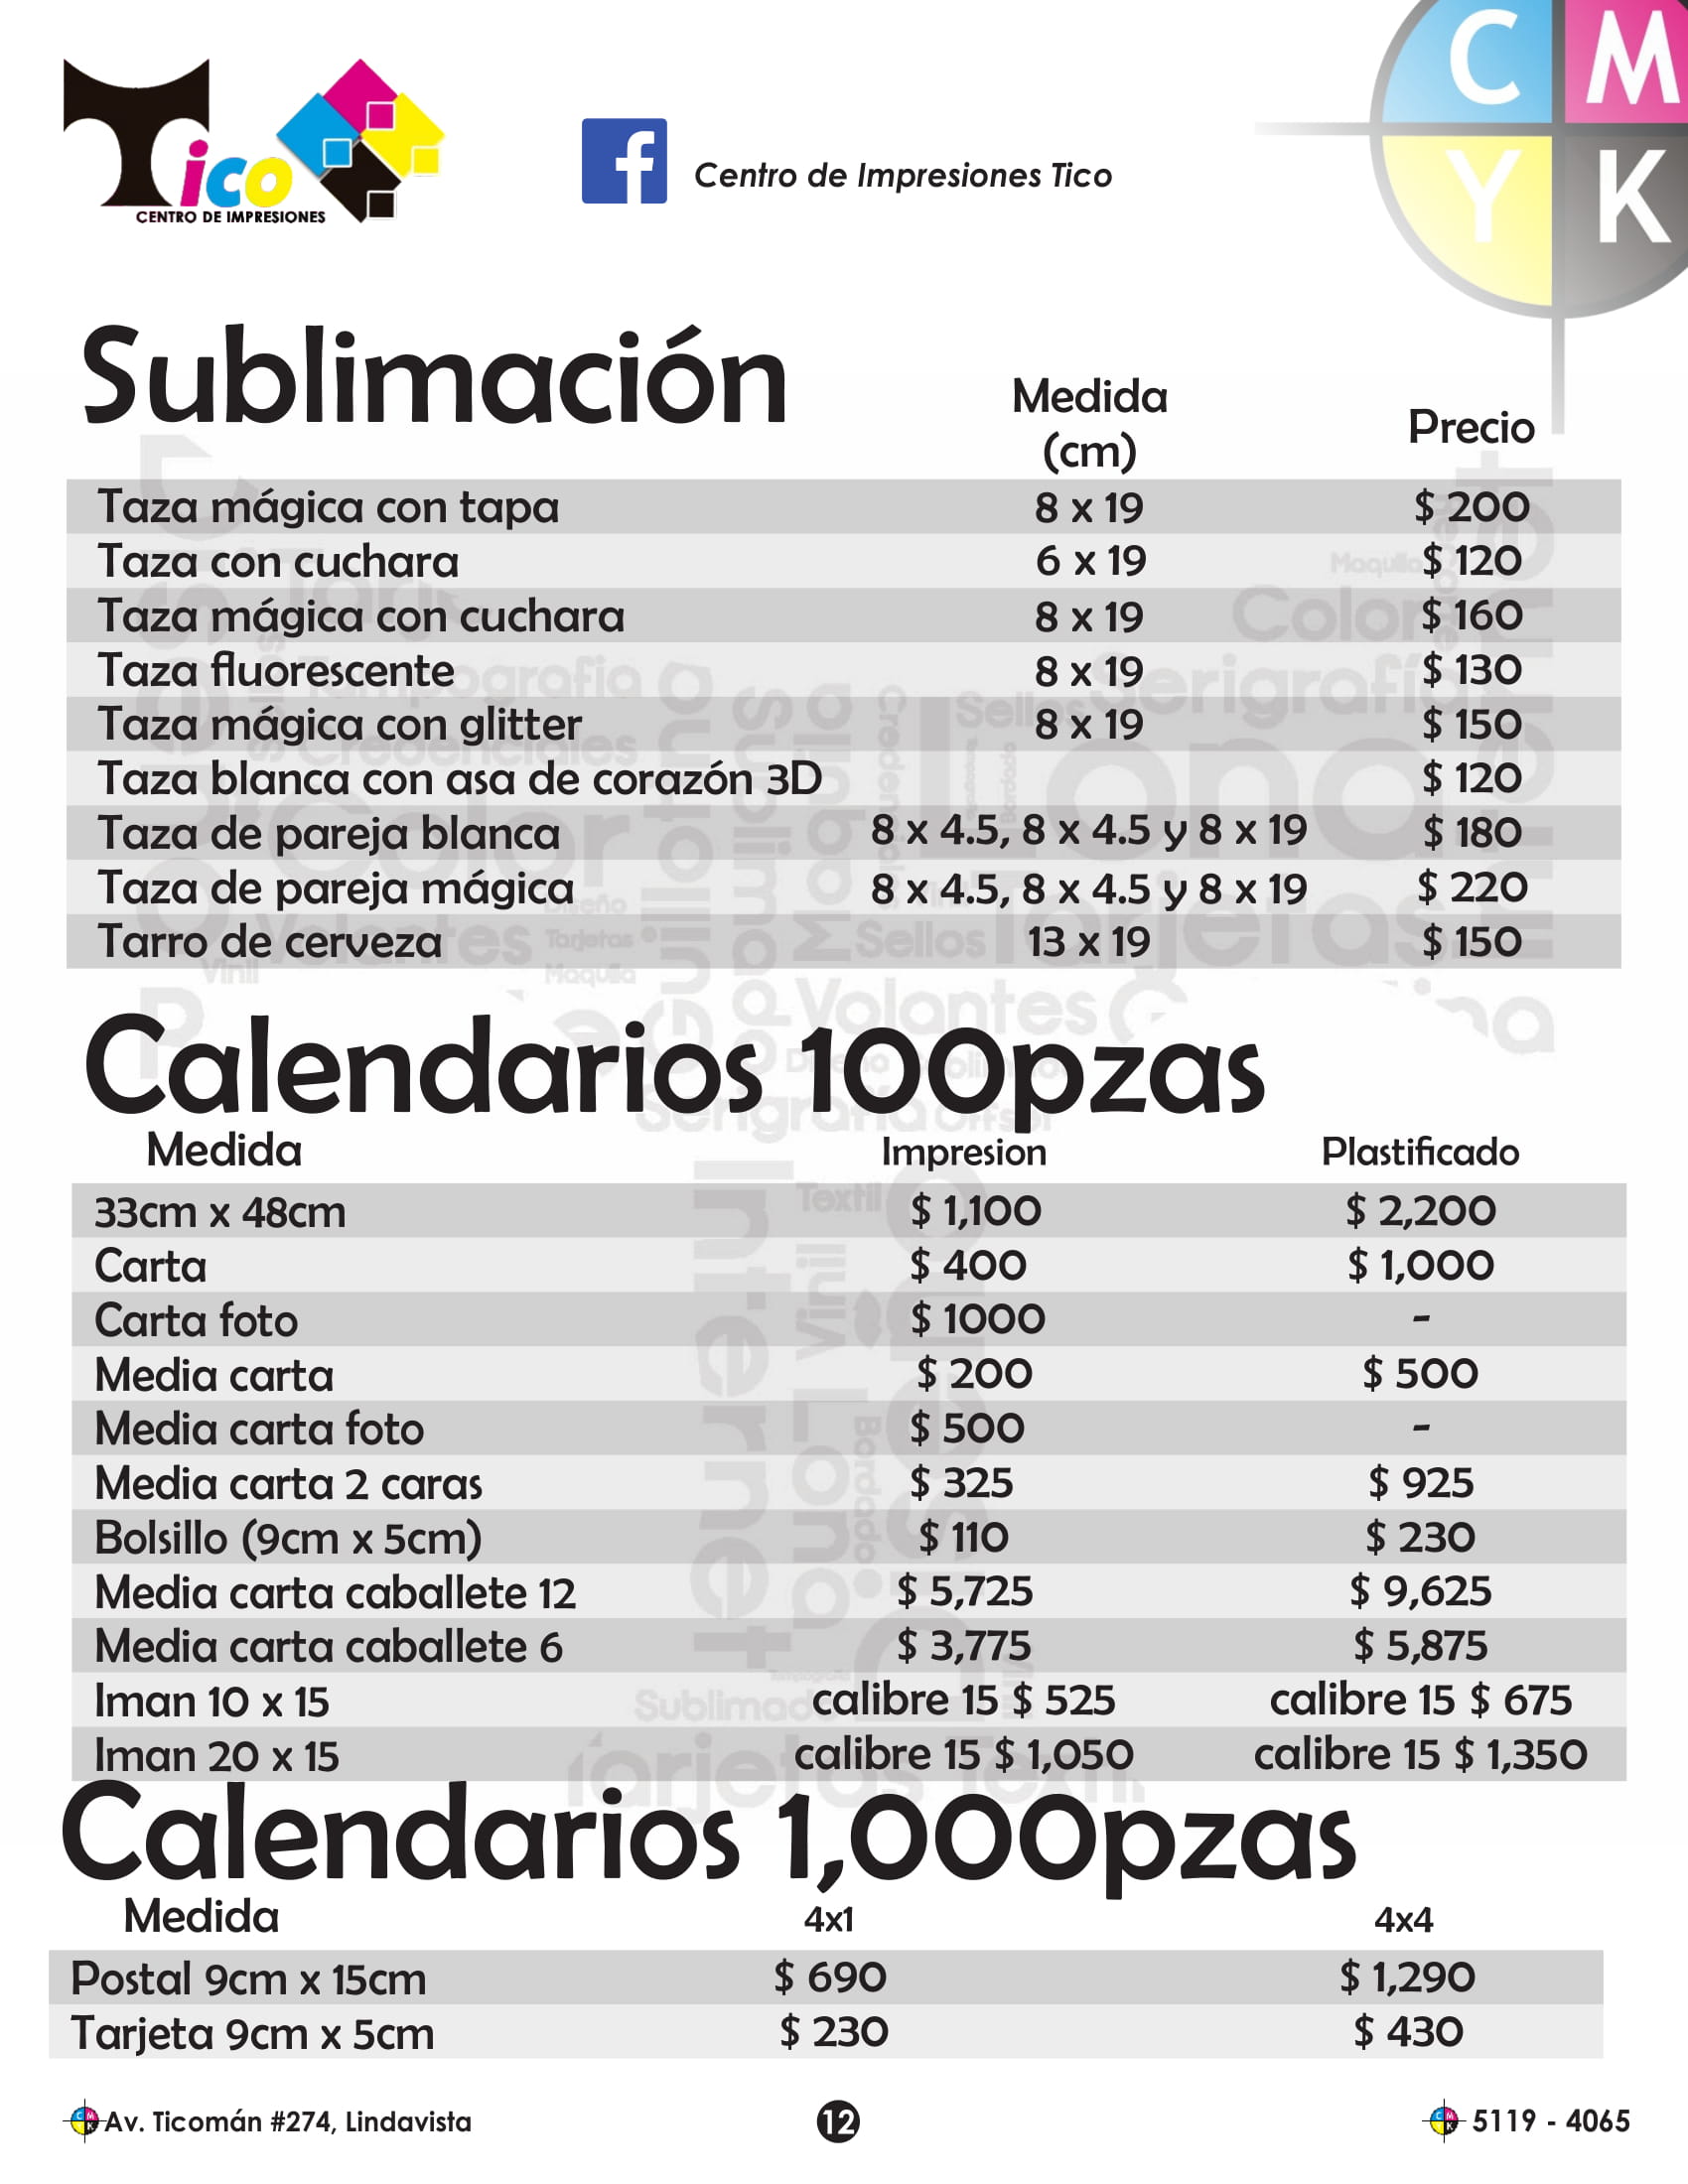 Tico
CENTRO DE IMPRESIONES
f Centro de Impresiones Tico
C M
Y K
Sublimación
Medida (cm) Precio
Taza mágica con tapa 8 x 19 $ 200
Taza con cuchara 6 x 19 $ 120
Taza mágica con cuchara 8 x 19 $ 160
Taza fluorescente 8 x 19 $ 130
Taza mágica con glitter 8 x 19 $ 150
Taza blanca con asa de corazón 3D $ 120
Taza de pareja blanca 8 x 4.5, 8 x 4.5 y 8 x 19 $ 180
Taza de pareja mágica 8 x 4.5, 8 x 4.5 y 8 x 19 $ 220
Tarro de cerveza 13 x 19 $ 150
Calendarios 100pzas
Medida Impresion Plastificado
33cm x 48cm $ 1,100 $ 2,200
Carta $ 400 $ 1,000
Carta foto $ 1000 -
Media carta $ 200 $ 500
Media carta foto $ 500 -
Media carta 2 caras $ 325 $ 925
Bolsillo (9cm x 5cm) $ 110 $ 230
Media carta caballete 12 $ 5,725 $ 9,625
Media carta caballete 6 $ 3,775 $ 5,875
Iman 10 x 15 calibre 15 $ 525 calibre 15 $ 675
Iman 20 x 15 calibre 15 $ 1,050 calibre 15 $ 1,350
Calendarios 1,000pzas
Medida 4x1 4x4
Postal 9cm x 15cm $ 690 $ 1,290
Tarjeta 9cm x 5cm $ 230 $ 430
Av. Ticomán #274, Lindavista 12 5119 - 4065